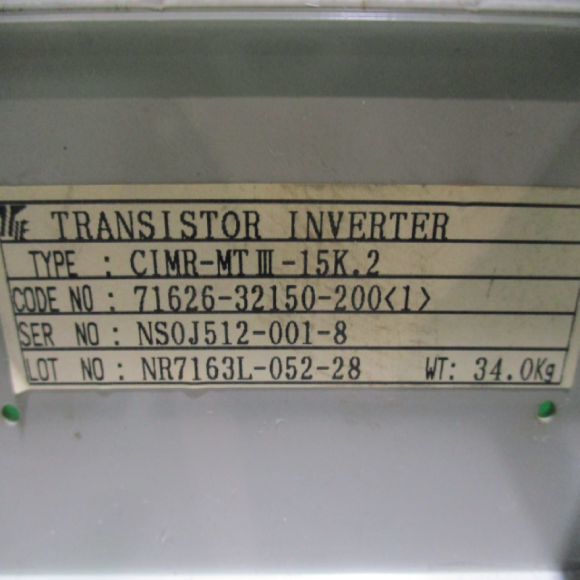 TRANSISTOR INVERTER
TYPE : CIMR-MTⅢ-15K.2
CODE NO : 71626-32150-200<1>
SER NO : NS0J512-001-8
LOT NO : NR7163L-052-28 WT: 34.0Kg